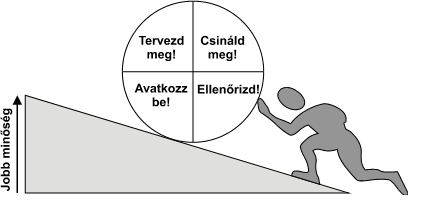 Tervezd
meg!
Csináld
meg!
Avatkozz
be!
Ellenőrizd!
Jobb minőség